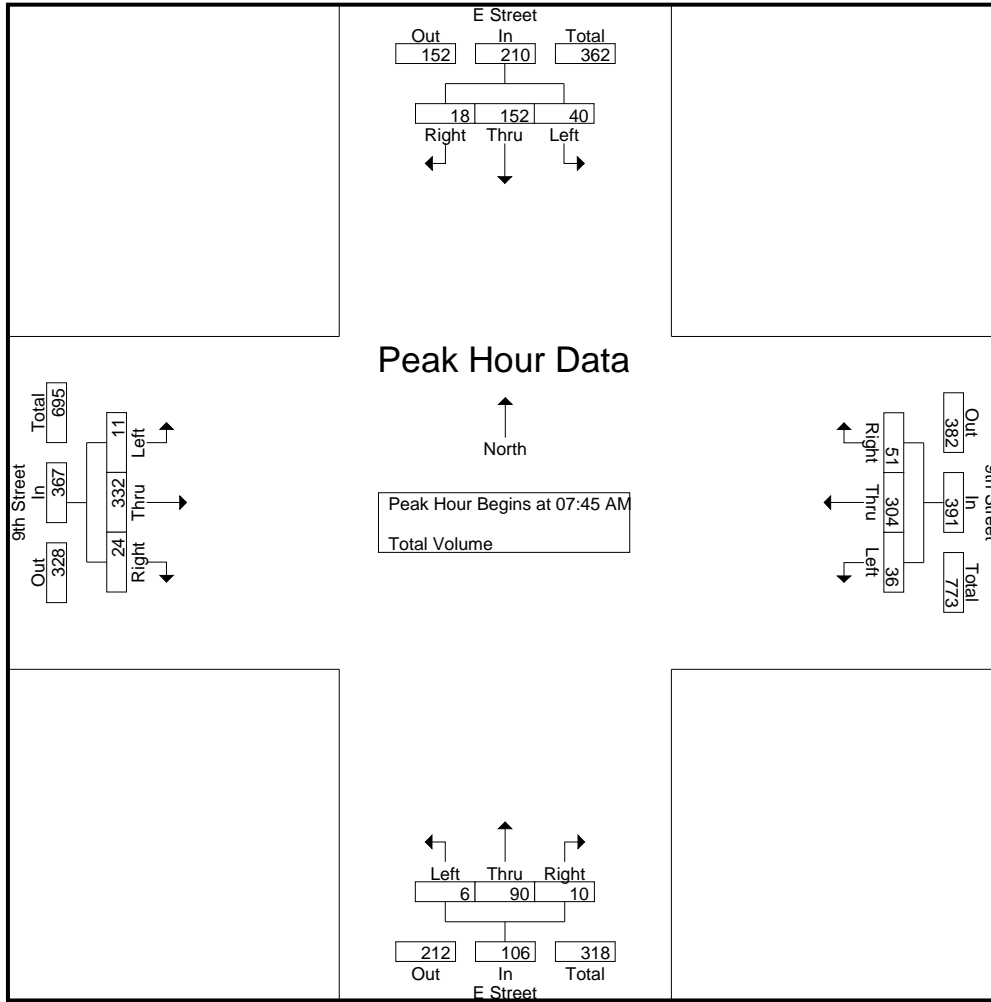 E Street
Out In Total
152 210 362
18 152 40
Right Thru Left
Peak Hour Data
North
Peak Hour Begins at 07:45 AM
Total Volume
9th Street
Total In Out
695 367 328
11 332 24
Left Thru Right
Right Thru Left
51 304 36
382 391 773
Out In Total
9th Street
Left Thru Right
6 90 10
212 106 318
Out In Total
E Street